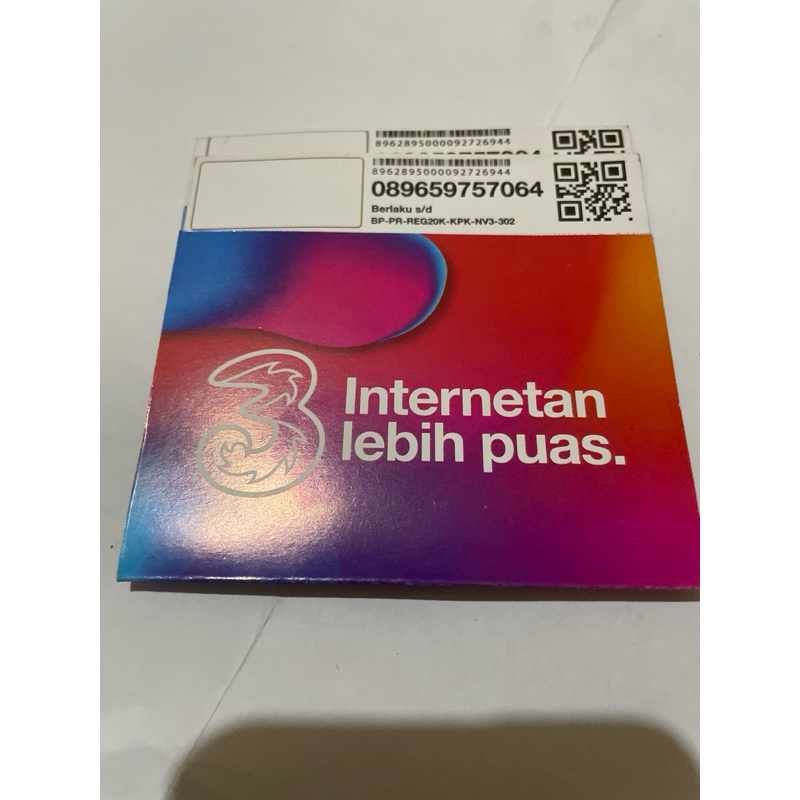 8962895000092726944
8962895000092726944
089659757064
Berlaku s/d
BP-PR-REG20K-KPK-NV3-302
3
Internetan
lebih puas.